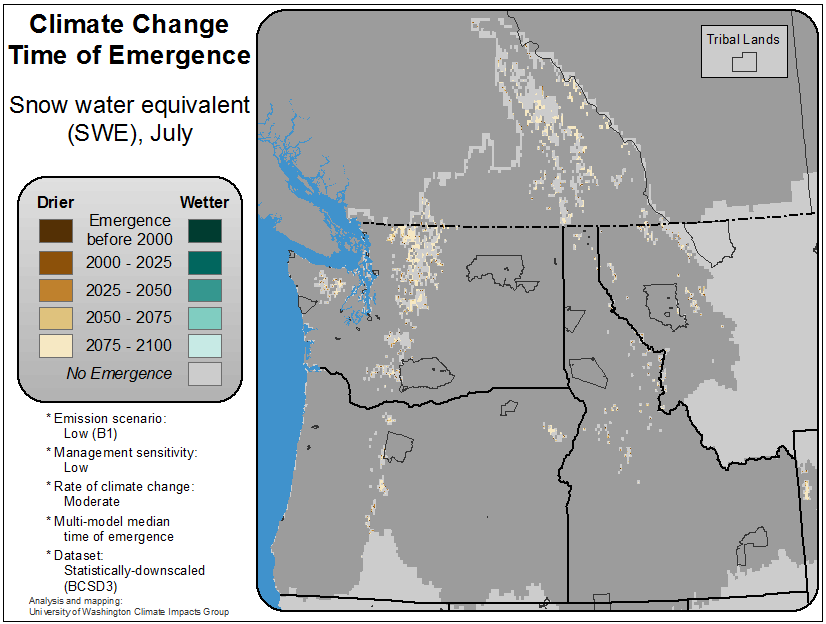 Climate Change
Time of Emergence
Snow water equivalent
(SWE), July
Drier
Wetter
Emergence
before 2000
2000 - 2025
2025 - 2050
2050 - 2075
2075 - 2100
No Emergence
* Emission scenario:
Low (B1)
* Management sensitivity:
Low
* Rate of climate change:
Moderate
* Multi-model median
time of emergence
* Dataset:
Statistically-downscaled
(BCSD3)
Analysis and mapping:
University of Washington Climate Impacts Group
Tribal Lands